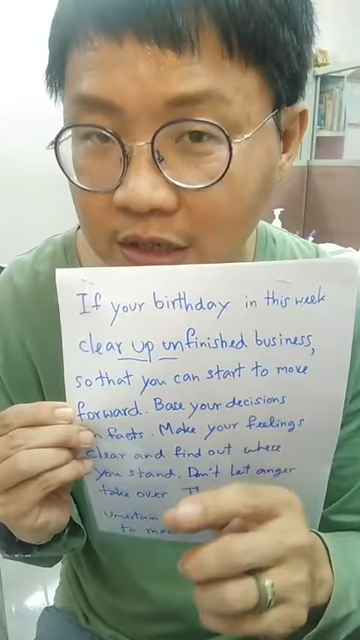 If your birthday in this week
clear up unfinished business,
so that you can start to move
forward. Base your decisions
facts. Make your feelings
clear and find out where
you stand. Don't let anger
take over.
Uncertain
to